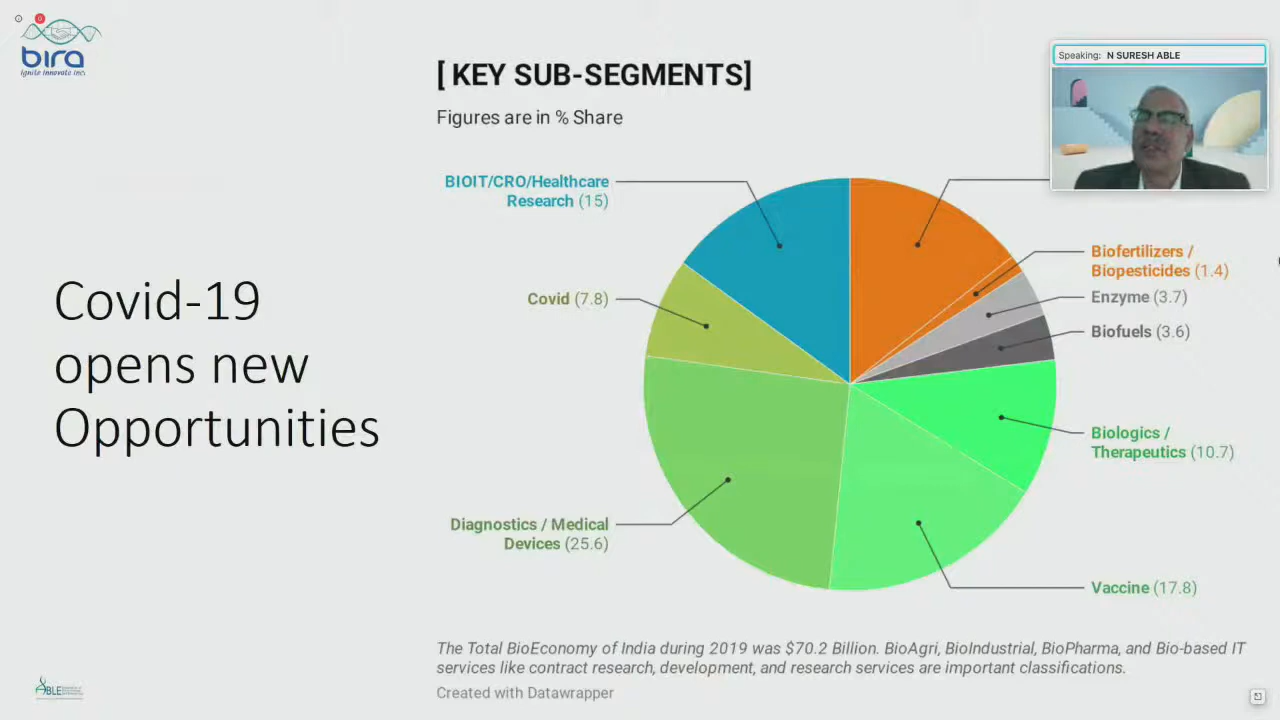 bira
Ignite Innovate Inc.
[ KEY SUB-SEGMENTS]
Figures are in % Share
Speaking: N SURESH ABLE
BIOIT/CRO/Healthcare
Research (15)
Biofertilizers /
Biopesticides (1.4)
Enzyme (3.7)
Covid (7.8)
Biofuels (3.6)
Covid-19
opens new
Opportunities
Biologics /
Therapeutics (10.7)
Diagnostics / Medical
Devices (25.6)
Vaccine (17.8)
The Total BioEconomy of India during 2019 was $70.2 Billion. BioAgri, BioIndustrial, BioPharma, and Bio-based IT
services like contract research, development, and research services are important classifications.
Created with Datawrapper
ABLE